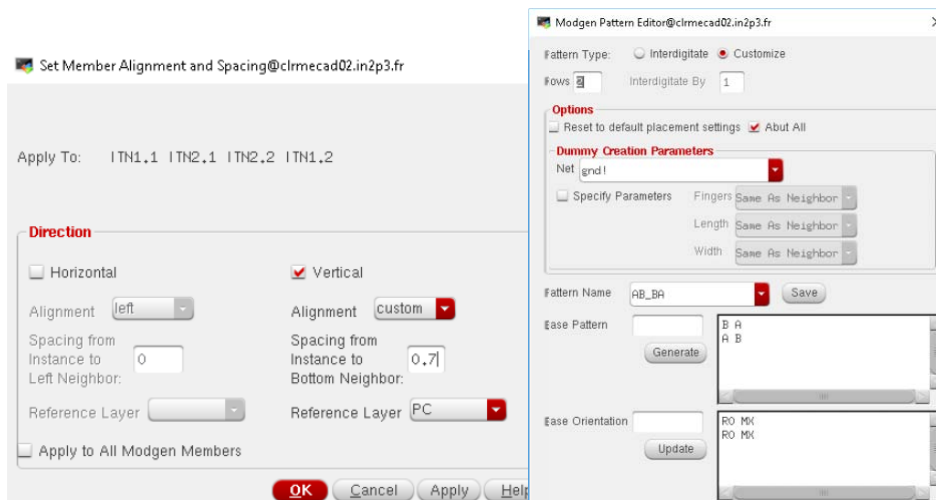 Set Member Alignment and Spacing@clrmecad02.in2p3.fr
Apply To: ITN1.1 ITN2.1 ITN2.2 ITN1.2
Direction
Horizontal
Vertical
Alignment left
Alignment custom
Spacing from
Instance to
Left Neighbor:
0
Spacing from
Instance to
Bottom Neighbor:
0.7
Reference Layer
Reference Layer PC
Apply to All Modgen Members
OK Cancel Apply Help
Modgen Pattern Editor@clrmecad02.in2p3.fr
Pattern Type: Interdigitate Customize
Rows 2 Interdigitate By 1
Options
Reset to default placement settings Abut All
Dummy Creation Parameters
Net gnd!
Specify Parameters Fingers Same As Neighbor
Length Same As Neighbor
Width Same As Neighbor
Pattern Name AB_BA Save
Base Pattern
Generate
B A
A B
Base Orientation
Update
R0 MX
R0 MX